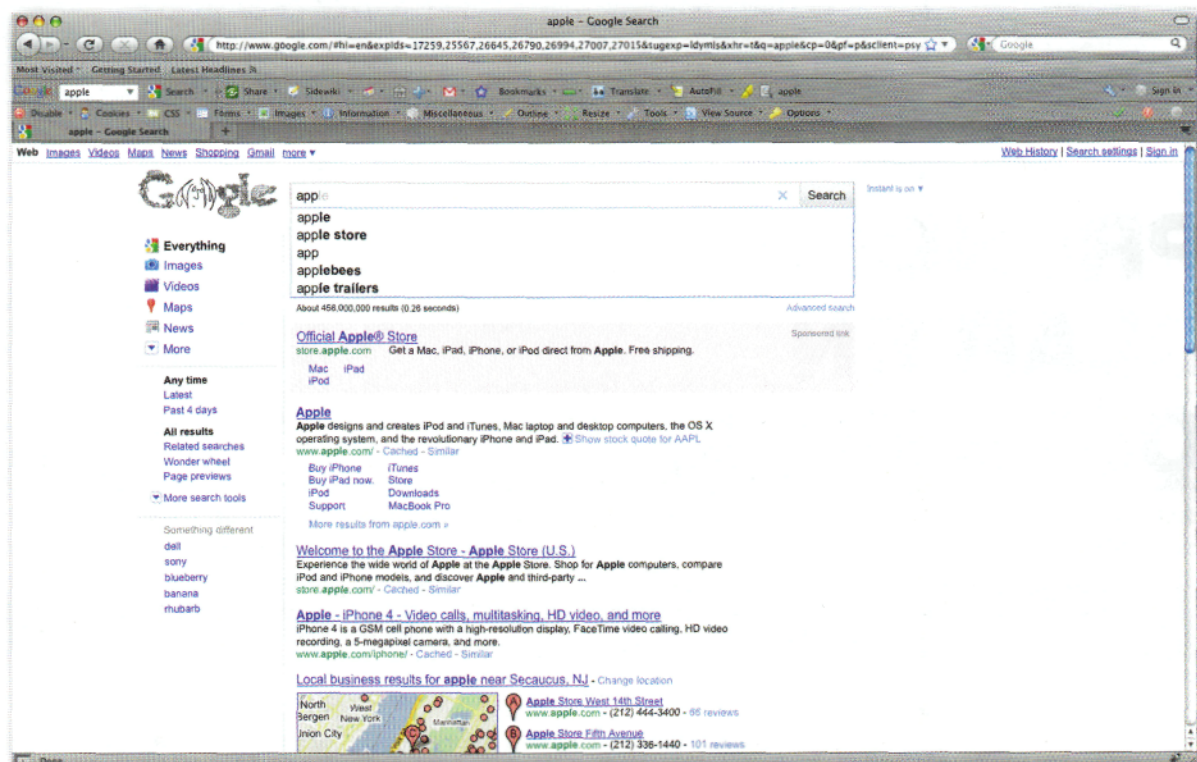 apple - Google Search
http://www.google.com/#hl=en&expIds=17259,25567,26645,26790,26994,27007,27015&sugexp=ldymls&xhr=t&q=apple&cp=0&pf=p&sclient=psy
Google
Most Visited Getting Started Latest Headlines
Google apple Search Share Sidewiki Bookmarks Translate AutoFill apple Sign In
Disable Cookies CSS Forms Images Information Miscellaneous Outline Resize Tools View Source Options
apple - Google Search +
Web Images Videos Maps News Shopping Gmail more ▼ Web History | Search settings | Sign in
Google
apple × Search Instant is on ▼
apple
apple store
app
applebees
apple trailers
Everything
Images
Videos
Maps
News
More
Any time
Latest
Past 4 days
All results
Related searches
Wonder wheel
Page previews
More search tools
Something different
dell
sony
blueberry
banana
rhubarb
About 456,000,000 results (0.26 seconds) Advanced search
Official Apple® Store Sponsored link
store.apple.com Get a Mac, iPad, iPhone, or iPod direct from Apple. Free shipping.
Mac iPad
iPod
Apple
Apple designs and creates iPod and iTunes, Mac laptop and desktop computers, the OS X
operating system, and the revolutionary iPhone and iPad. Show stock quote for AAPL
www.apple.com/ - Cached - Similar
Buy iPhone iTunes
Buy iPad now. Store
iPod Downloads
Support MacBook Pro
More results from apple.com »
Welcome to the Apple Store - Apple Store (U.S.)
Experience the wide world of Apple at the Apple Store. Shop for Apple computers, compare
iPod and iPhone models, and discover Apple and third-party ...
store.apple.com/ - Cached - Similar
Apple - iPhone 4 - Video calls, multitasking, HD video, and more
iPhone 4 is a GSM cell phone with a high-resolution display, FaceTime video calling, HD video
recording, a 5-megapixel camera, and more.
www.apple.com/iphone/ - Cached - Similar
Local business results for apple near Secaucus, NJ - Change location
North
Bergen
West
New York
Union City
Manhattan
C
A Apple Store West 14th Street
www.apple.com - (212) 444-3400 - 66 reviews
B Apple Store Fifth Avenue
www.apple.com - (212) 336-1440 - 101 reviews
Done